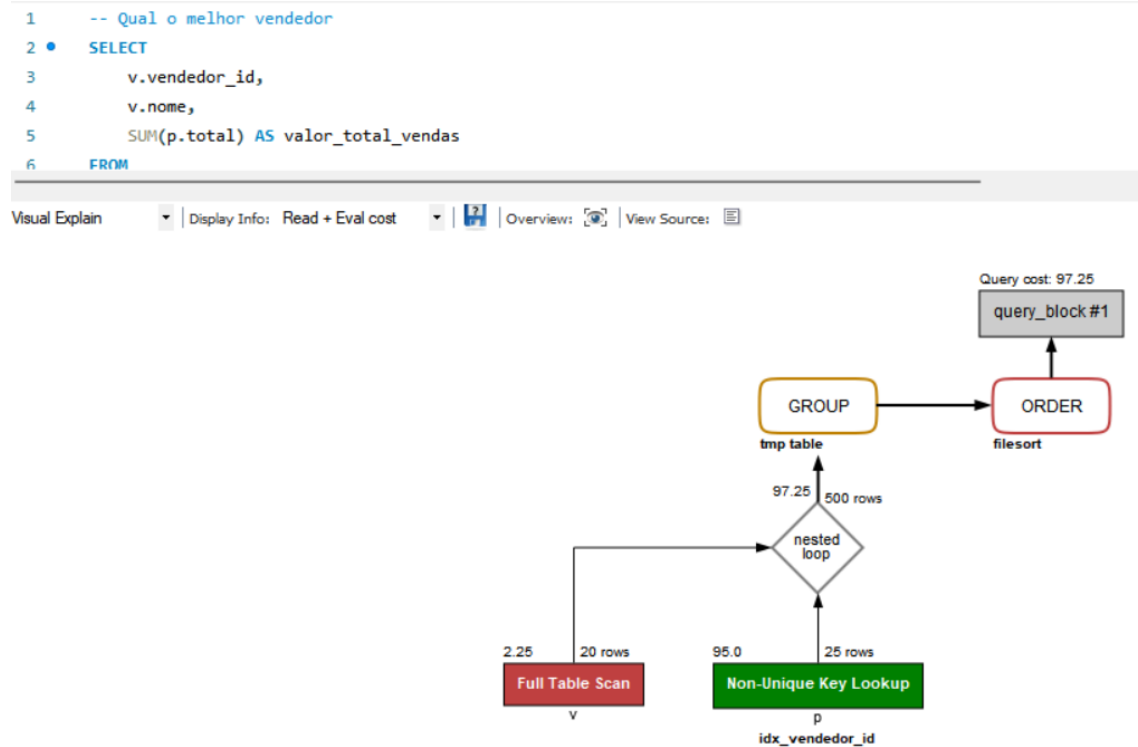 1 -- Qual o melhor vendedor
2 SELECT
3 v.vendedor_id,
4 v.nome,
5 SUM(p.total) AS valor_total_vendas
6 FROM
Visual Explain Display Info: Read + Eval cost Overview: View Source:
Query cost: 97.25
query_block #1
GROUP ORDER
tmp table filesort
97.25 500 rows
nested
loop
2.25 20 rows 95.0 25 rows
Full Table Scan Non-Unique Key Lookup
v p
idx_vendedor_id